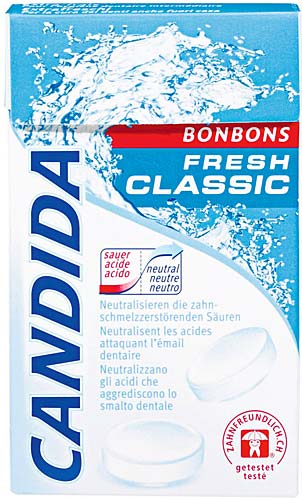 BONBONS
FRESH
CLASSIC
CANDIDA
sauer
acide
acido
neutral
neutre
neutro
Neutralisieren die zahn-
schmelzzerstörenden Säuren
Neutralisent les acides
attaquant l'émail
dentaire
Neutralizzano
gli acidi che
aggrediscono lo
smalto dentale
ZAHNFREUNDLICH.CH
getestet
testé